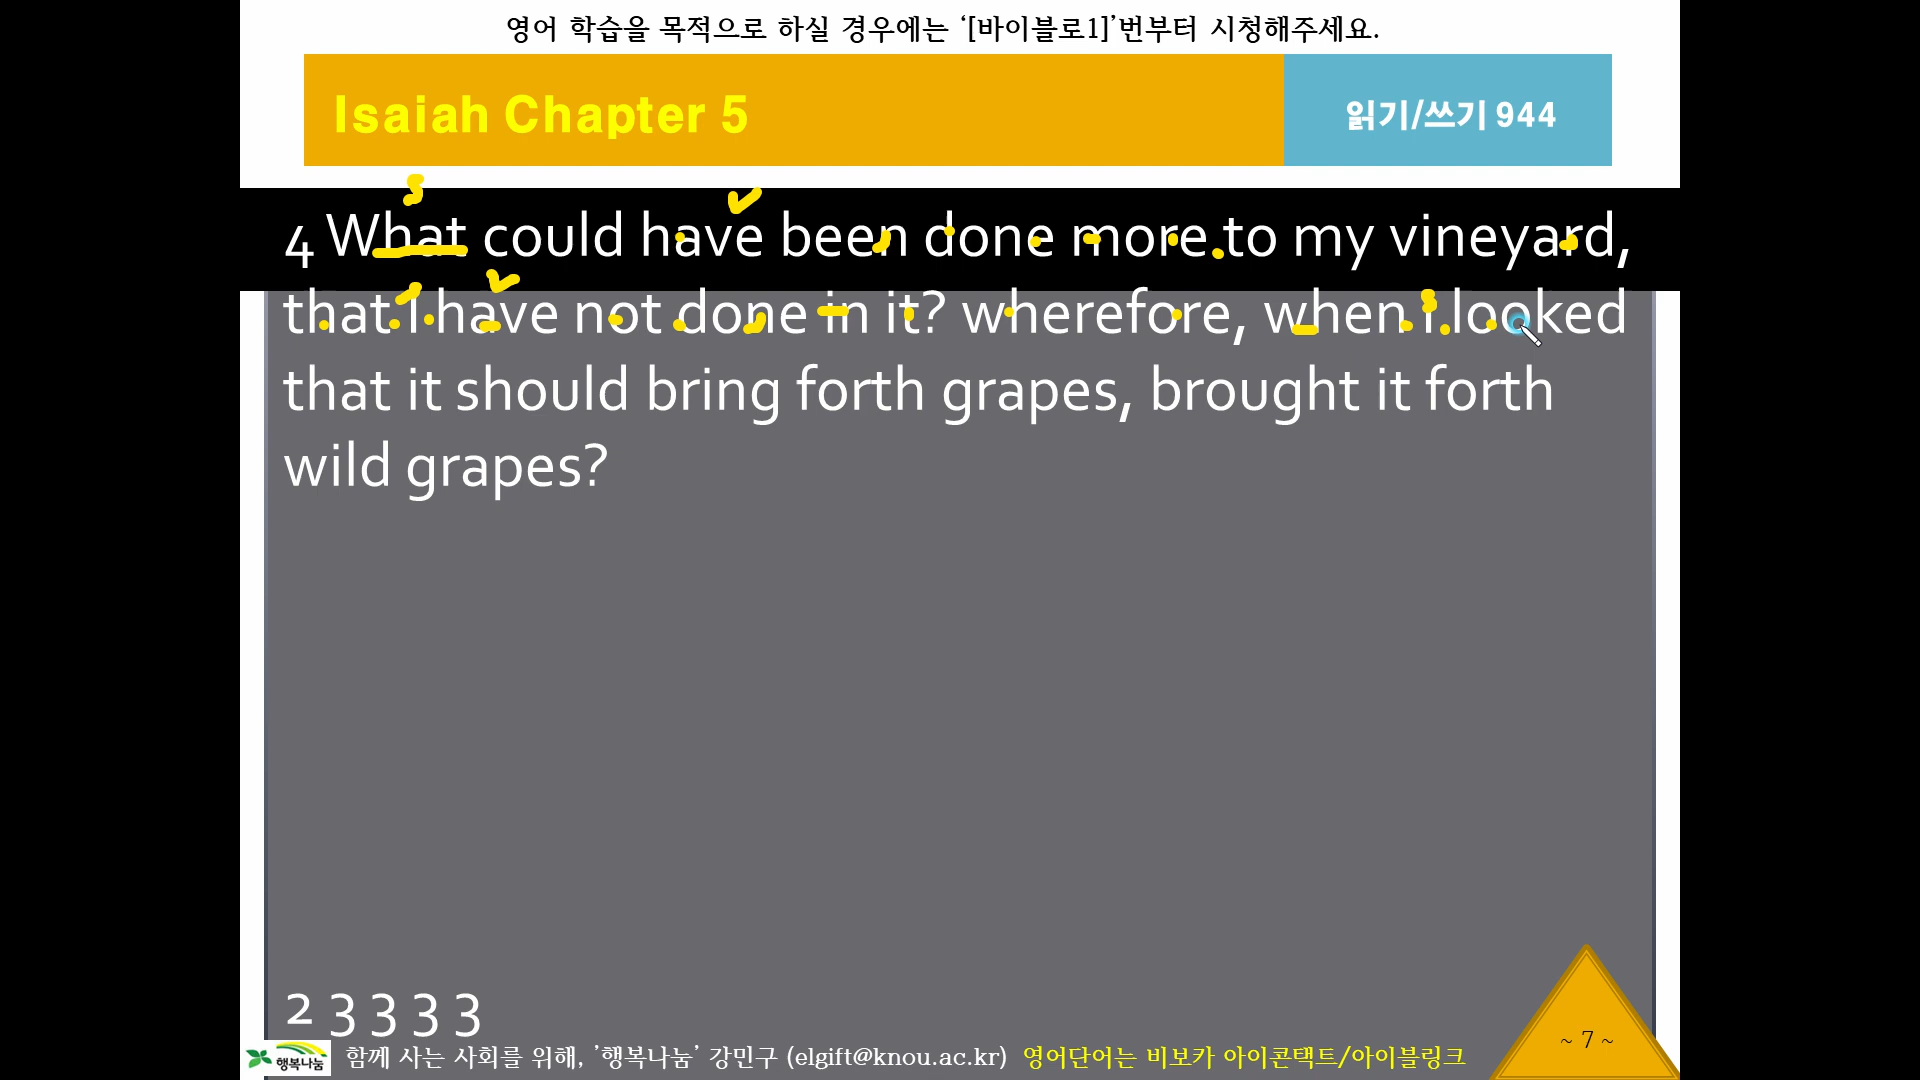 영어 학습을 목적으로 하실 경우에는 ‘[바이블로1]’번부터 시청해주세요.
Isaiah Chapter 5
읽기/쓰기 944
4 What could have been done more to my vineyard,
that I have not done in it? wherefore, when I looked
that it should bring forth grapes, brought it forth
wild grapes?
2 3 3 3 3
~ 7 ~
행복나눔
함께 사는 사회를 위해, ’행복나눔’ 강민구 (elgift@knou.ac.kr) 영어단어는 비보카 아이콘택트/아이블링크